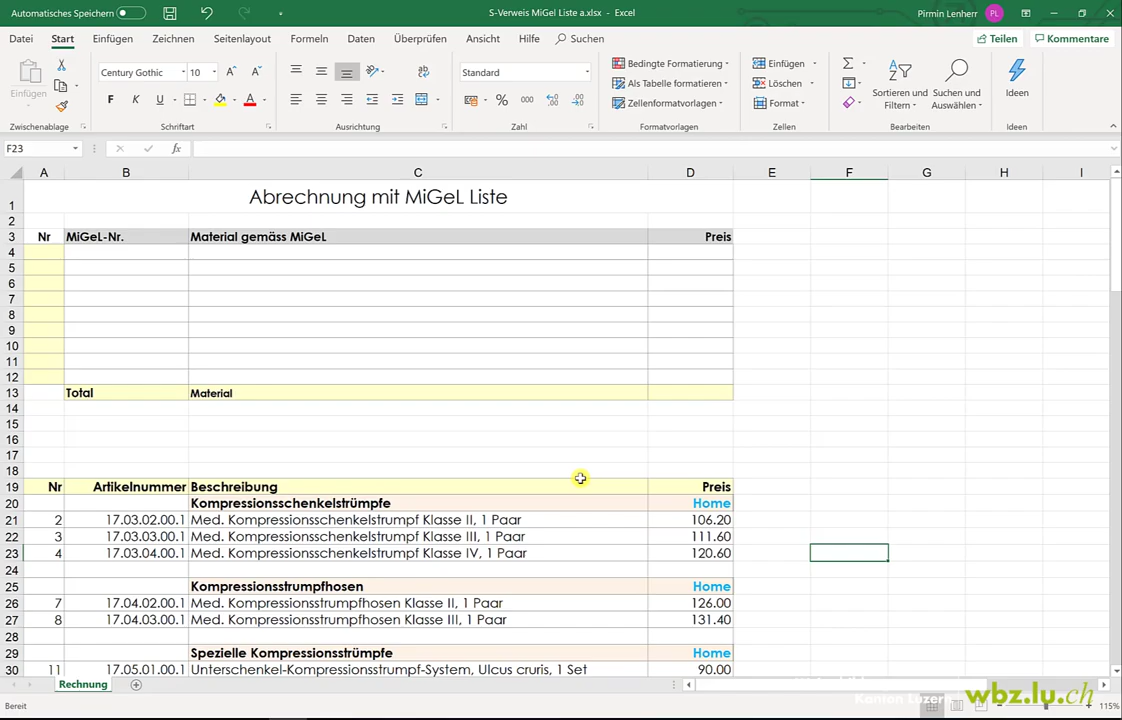 Automatisches Speichern
S-Verweis MiGel Liste a.xlsx - Excel
Pirmin Lenherr PL
Datei Start Einfügen Zeichnen Seitenlayout Formeln Daten Überprüfen Ansicht Hilfe Suchen Teilen Kommentare
Einfügen
Century Gothic 10
F K U
Standard
% 000
Bedingte Formatierung
Als Tabelle formatieren
Zellenformatvorlagen
Einfügen
Löschen
Format
Sortieren und Filtern
Suchen und Auswählen
Ideen
Zwischenablage Schriftart Ausrichtung Zahl Formatvorlagen Zellen Bearbeiten Ideen
F23 fx
A B C D E F G H I
1 Abrechnung mit MiGeL Liste
2
3 Nr MiGeL-Nr. Material gemäss MiGeL Preis
4
5
6
7
8
9
10
11
12
13 Total Material
14
15
16
17
18
19 Nr Artikelnummer Beschreibung Preis
20 Kompressionsschenkelstrümpfe Home
21 2 17.03.02.00.1 Med. Kompressionsschenkelstrumpf Klasse II, 1 Paar 106.20
22 3 17.03.03.00.1 Med. Kompressionsschenkelstrumpf Klasse III, 1 Paar 111.60
23 4 17.03.04.00.1 Med. Kompressionsschenkelstrumpf Klasse IV, 1 Paar 120.60
24
25 Kompressionsstrumpfhosen Home
26 7 17.04.02.00.1 Med. Kompressionsstrumpfhosen Klasse II, 1 Paar 126.00
27 8 17.04.03.00.1 Med. Kompressionsstrumpfhosen Klasse III, 1 Paar 131.40
28
29 Spezielle Kompressionsstrümpfe Home
30 11 17.05.01.00.1 Unterschenkel-Kompressionsstrumpf-System, Ulcus cruris, 1 Set 90.00
Rechnung
Bereit
Kanton Luzern
wbz.lu.ch
115%